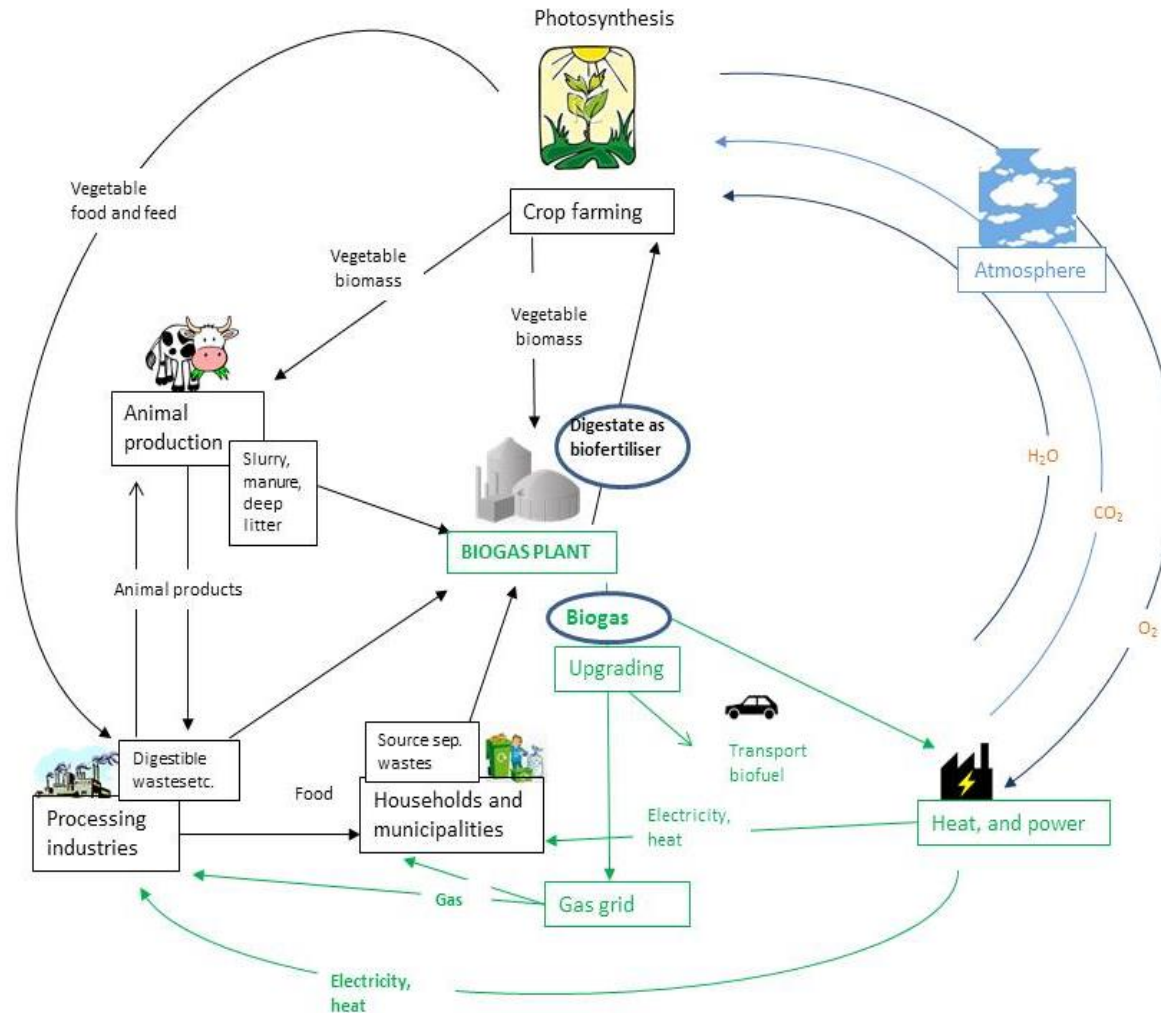 Photosynthesis
Vegetable
food and feed
Crop farming
Atmosphere
Vegetable
biomass
Vegetable
biomass
Animal
production
Slurry,
manure,
deep
litter
Digestate as
biofertiliser
H₂O
CO₂
O₂
BIOGAS PLANT
Animal products
Biogas
Upgrading
Transport
biofuel
Digestible
wastesetc.
Processing
industries
Food
Source sep.
wastes
Households and
municipalities
Electricity,
heat
Heat, and power
Gas
Gas grid
Electricity,
heat